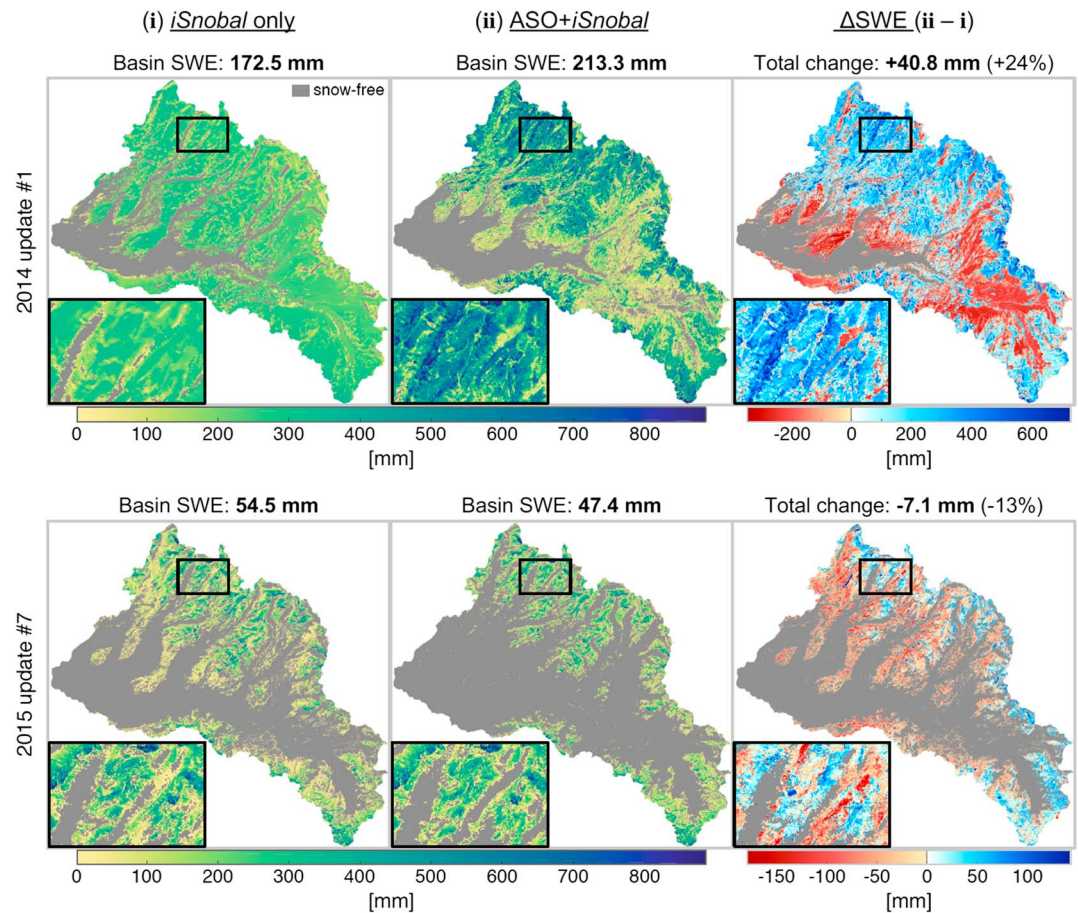 (i) iSnobal only (ii) ASO+iSnobal ΔSWE (ii – i)
Basin SWE: 172.5 mm Basin SWE: 213.3 mm Total change: +40.8 mm (+24%)
snow-free
2014 update #1
0 100 200 300 400 500 600 700 800 -200 0 200 400 600
[mm] [mm]
Basin SWE: 54.5 mm Basin SWE: 47.4 mm Total change: -7.1 mm (-13%)
2015 update #7
0 100 200 300 400 500 600 700 800 -150 -100 -50 0 50 100
[mm] [mm]